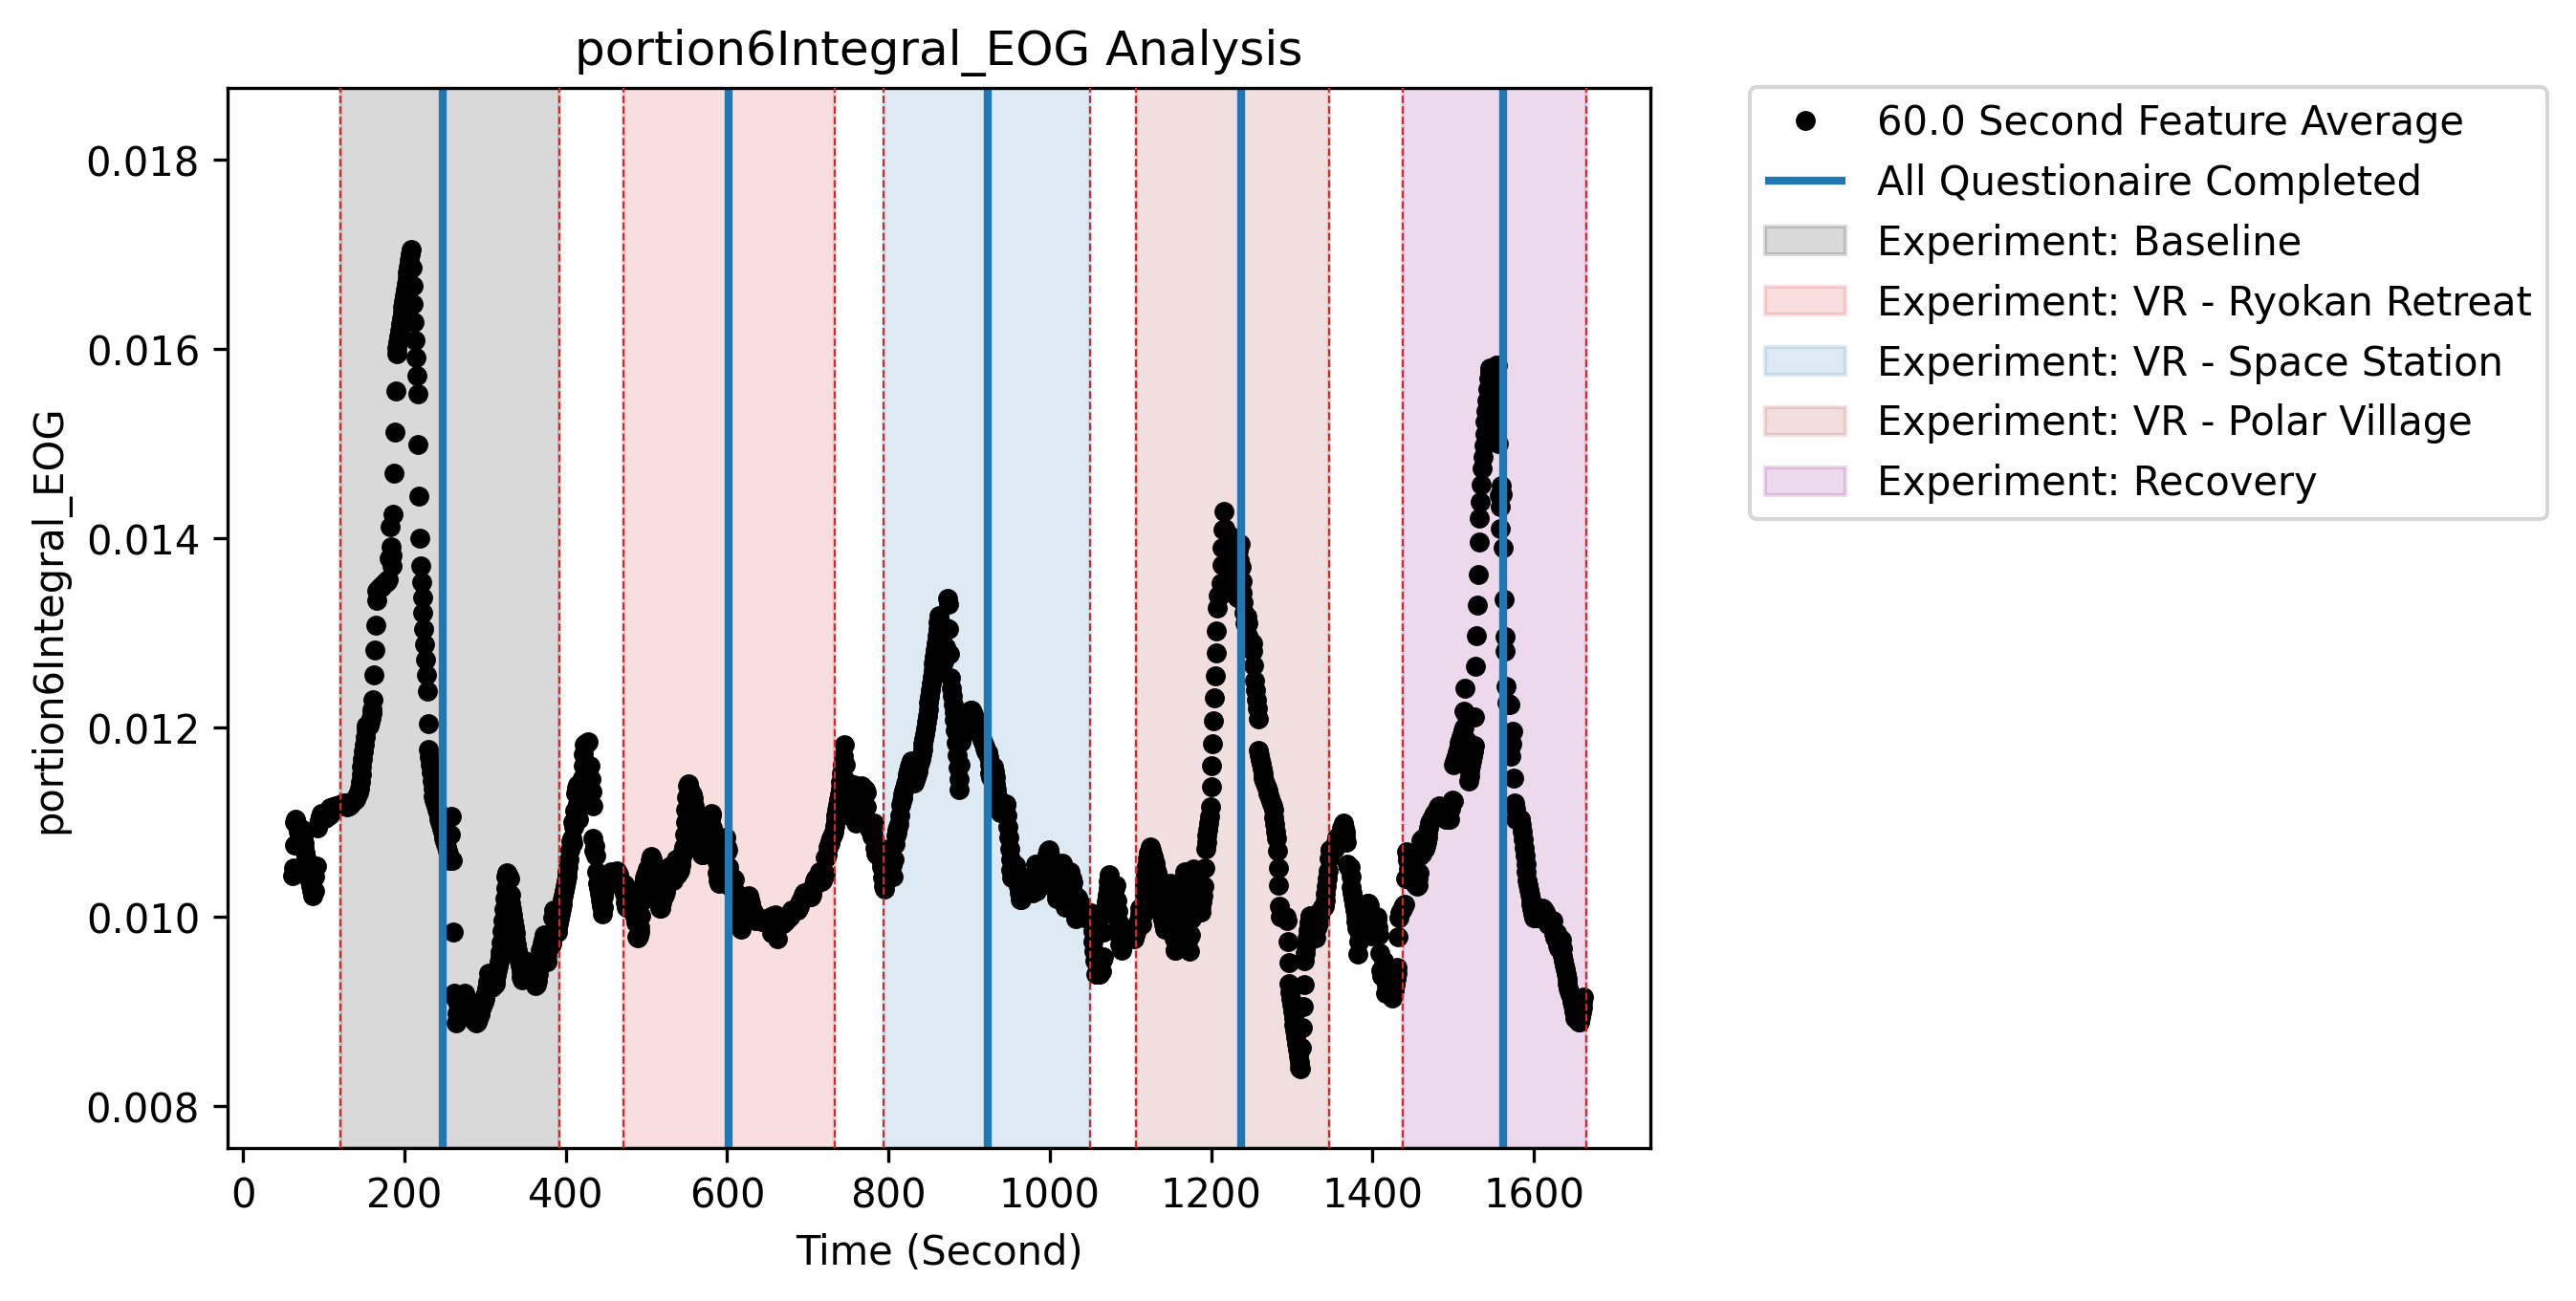 portion6Integral_EOG Analysis
portion6Integral_EOG
0.018
0.016
0.014
0.012
0.010
0.008
0 200 400 600 800 1000 1200 1400 1600
Time (Second)
60.0 Second Feature Average
All Questionaire Completed
Experiment: Baseline
Experiment: VR - Ryokan Retreat
Experiment: VR - Space Station
Experiment: VR - Polar Village
Experiment: Recovery